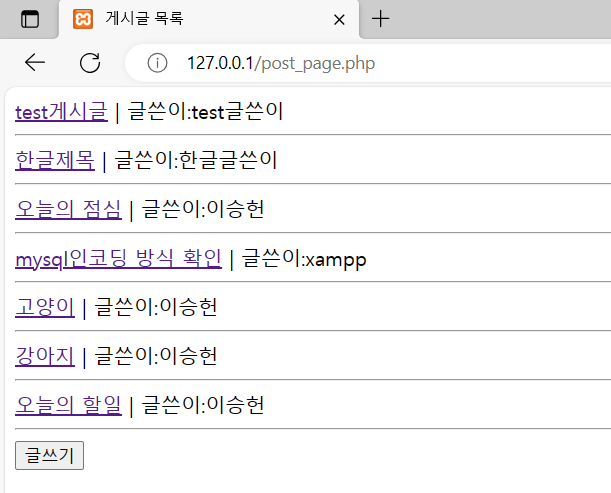 게시글 목록
127.0.0.1/post_page.php
test게시글 | 글쓴이:test글쓴이
한글제목 | 글쓴이:한글글쓴이
오늘의 점심 | 글쓴이:이승헌
mysql인코딩 방식 확인 | 글쓴이:xampp
고양이 | 글쓴이:이승헌
강아지 | 글쓴이:이승헌
오늘의 할일 | 글쓴이:이승헌
글쓰기